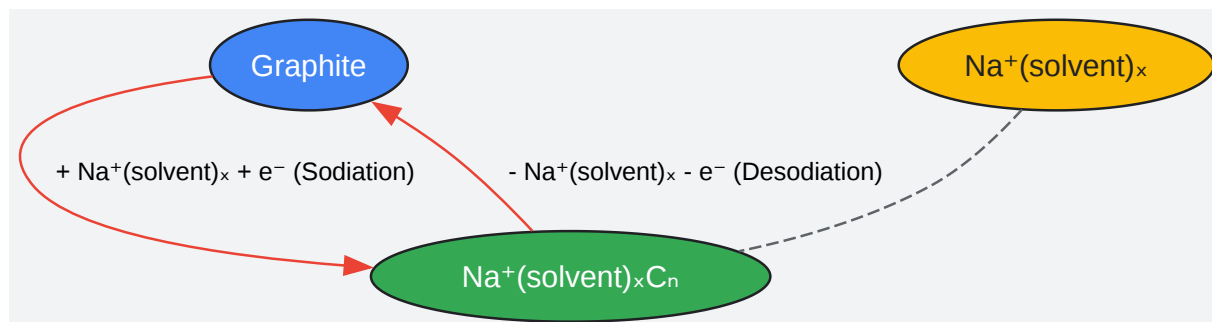 Graphite
Na⁺(solvent)ₓ
+ Na⁺(solvent)ₓ + e⁻ (Sodiation)
- Na⁺(solvent)ₓ - e⁻ (Desodiation)
Na⁺(solvent)ₓCₙ